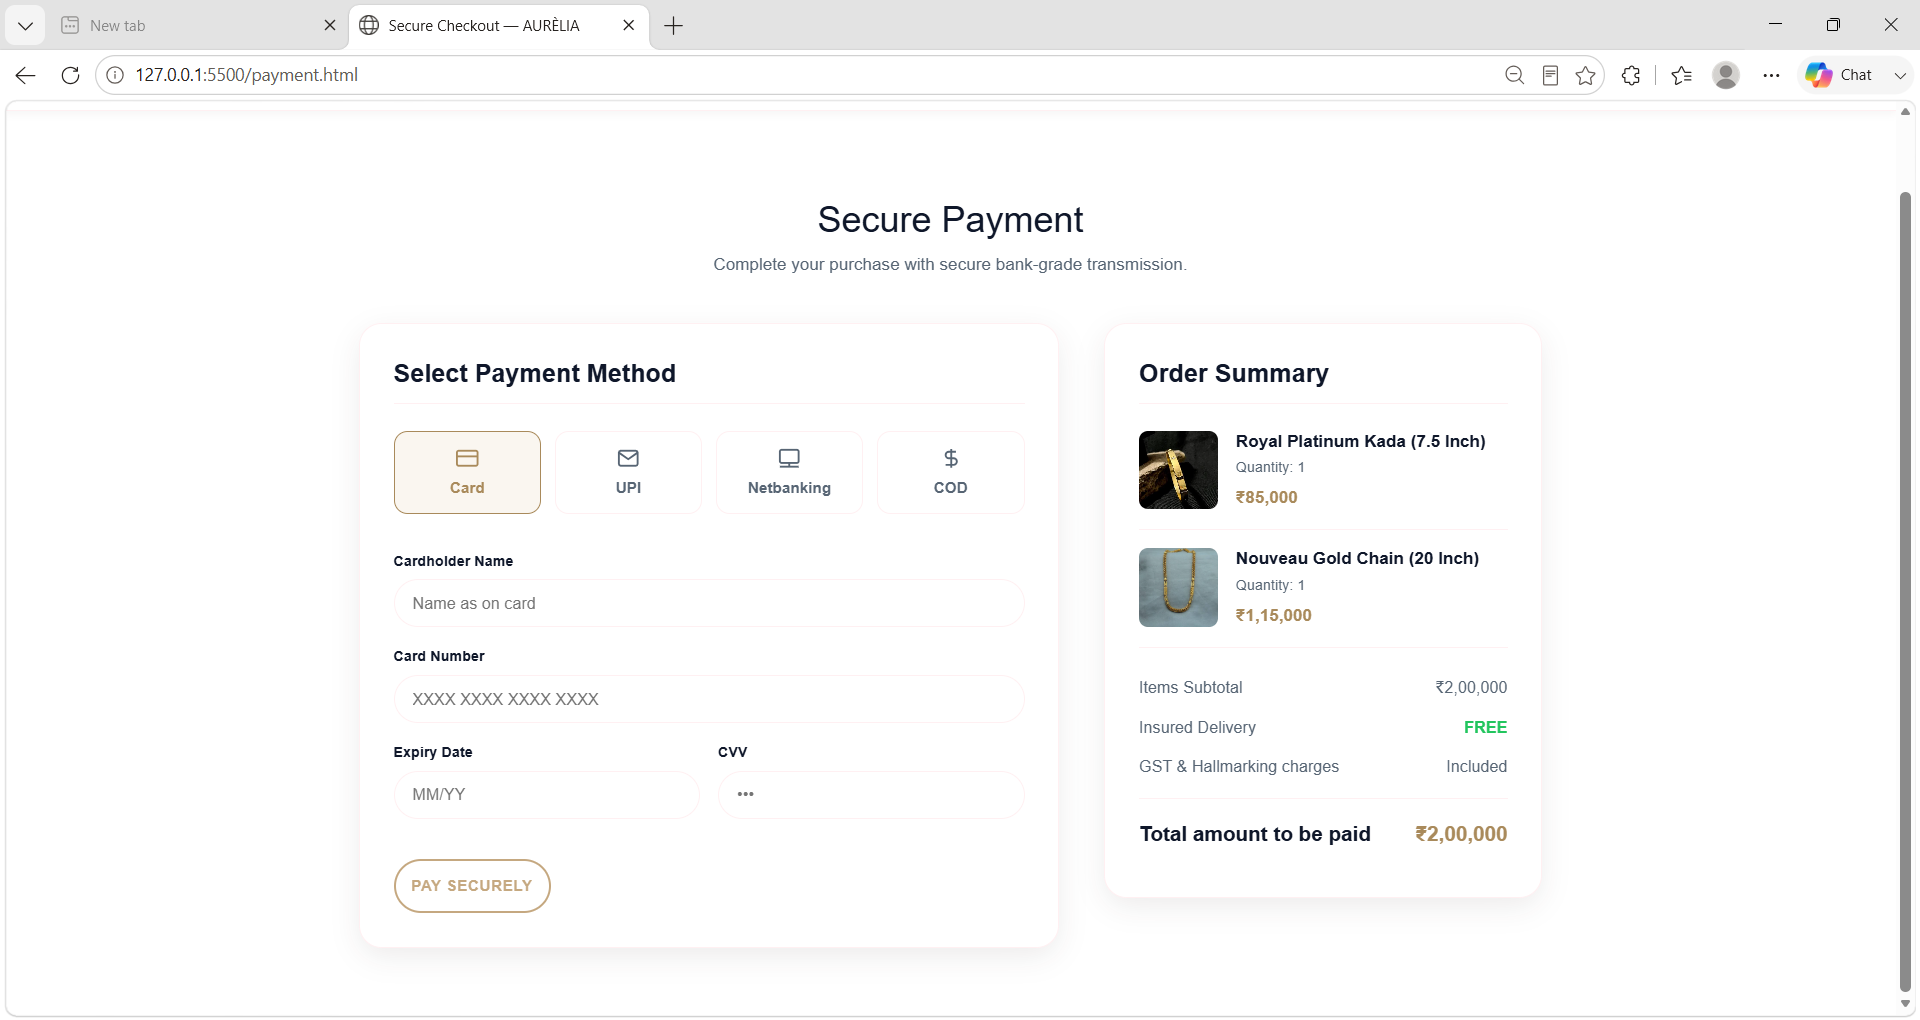 New tab
Secure Checkout — AURÈLIA
127.0.0.1:5500/payment.html
Chat
Secure Payment
Complete your purchase with secure bank-grade transmission.
Select Payment Method
Card
UPI
Netbanking
COD
Cardholder Name
Name as on card
Card Number
XXXX XXXX XXXX XXXX
Expiry Date
CVV
MM/YY
•••
PAY SECURELY
Order Summary
Royal Platinum Kada (7.5 Inch)
Quantity: 1
₹85,000
Nouveau Gold Chain (20 Inch)
Quantity: 1
₹1,15,000
Items Subtotal ₹2,00,000
Insured Delivery FREE
GST & Hallmarking charges Included
Total amount to be paid ₹2,00,000